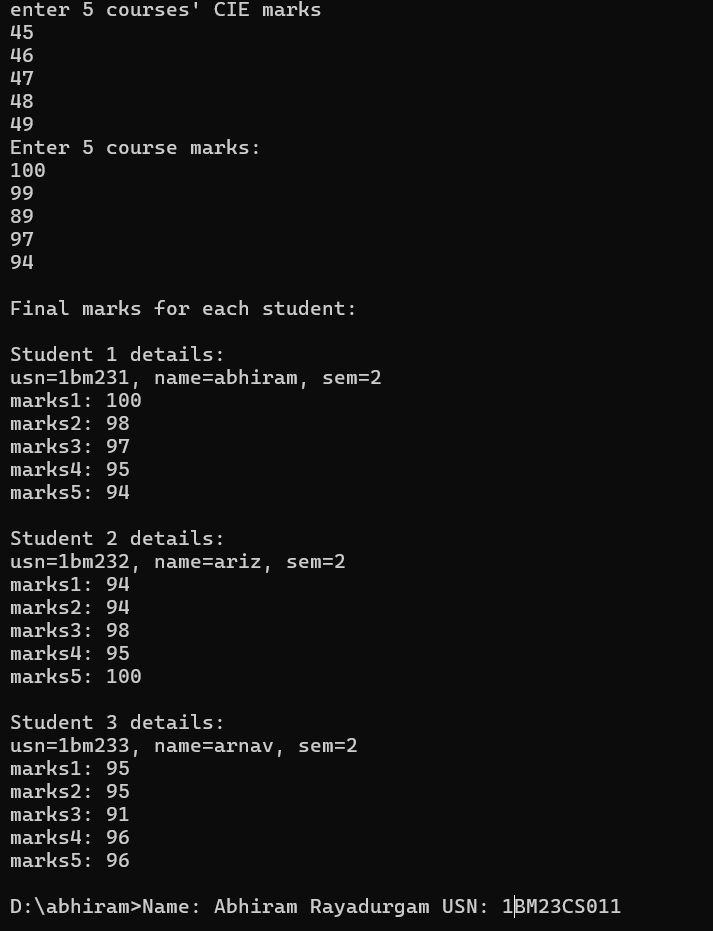 enter 5 courses' CIE marks
45
46
47
48
49
Enter 5 course marks:
100
99
89
97
94
Final marks for each student:
Student 1 details:
usn=1bm231, name=abhiram, sem=2
marks1: 100
marks2: 98
marks3: 97
marks4: 95
marks5: 94
Student 2 details:
usn=1bm232, name=ariz, sem=2
marks1: 94
marks2: 94
marks3: 98
marks4: 95
marks5: 100
Student 3 details:
usn=1bm233, name=arnav, sem=2
marks1: 95
marks2: 95
marks3: 91
marks4: 96
marks5: 96
D:\abhiram>Name: Abhiram Rayadurgam USN: 1BM23CS011